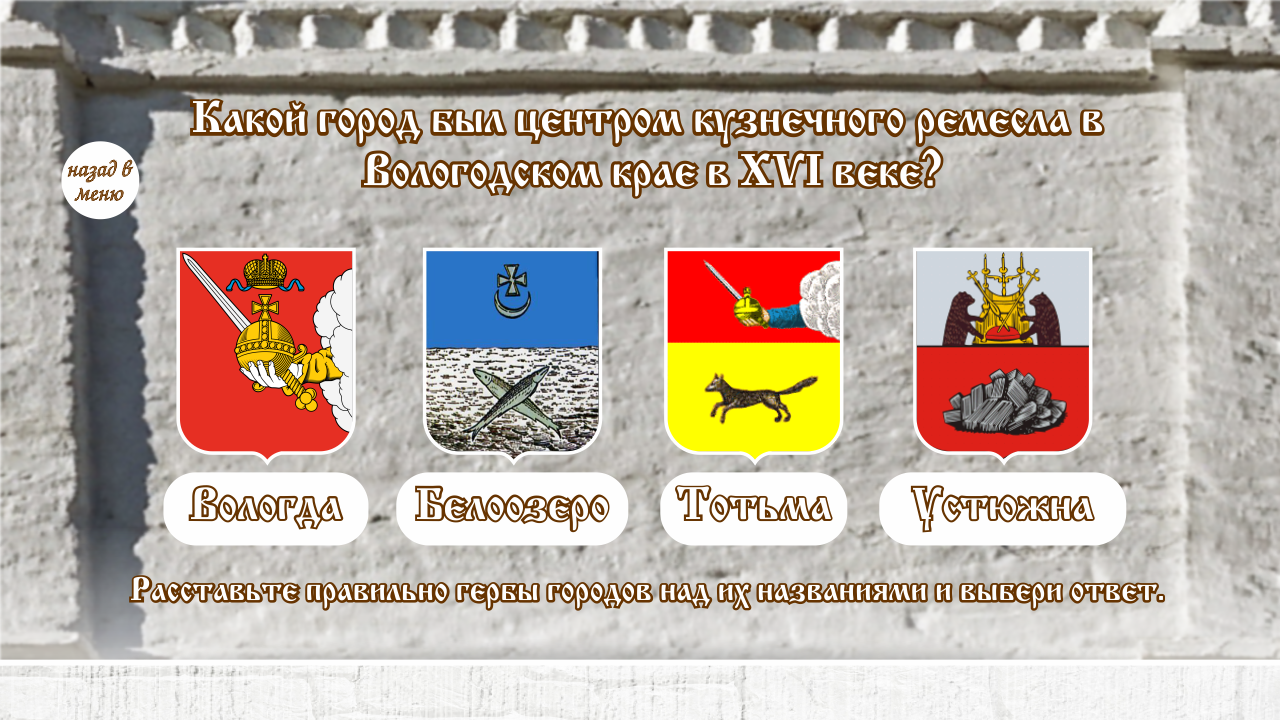 Какой город был центром кузнечного ремесла в
Вологодском крае в XVI веке?
назад в
меню
Вологда
Белоозеро
Тотьма
Устюжна
Расставьте правильно гербы городов над их названиями и выбери ответ.